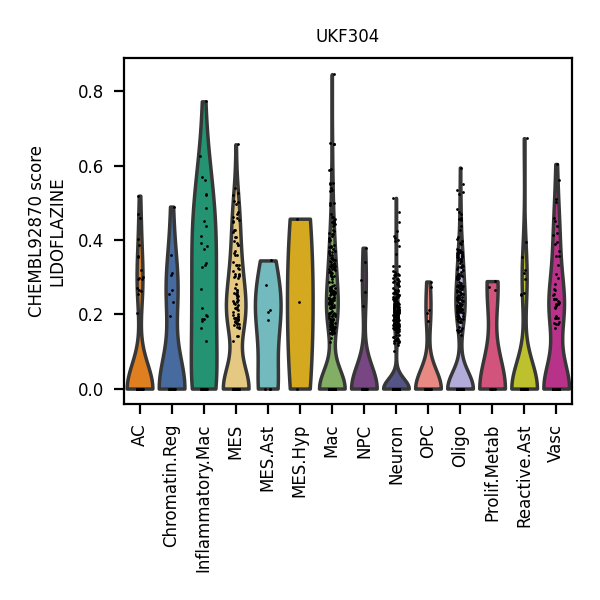 UKF304
CHEMBL92870 score
LIDOFLAZINE
0.8
0.6
0.4
0.2
0.0
AC
Chromatin.Reg
Inflammatory.Mac
MES
MES.Ast
MES.Hyp
Mac
NPC
Neuron
OPC
Oligo
Prolif.Metab
Reactive.Ast
Vasc